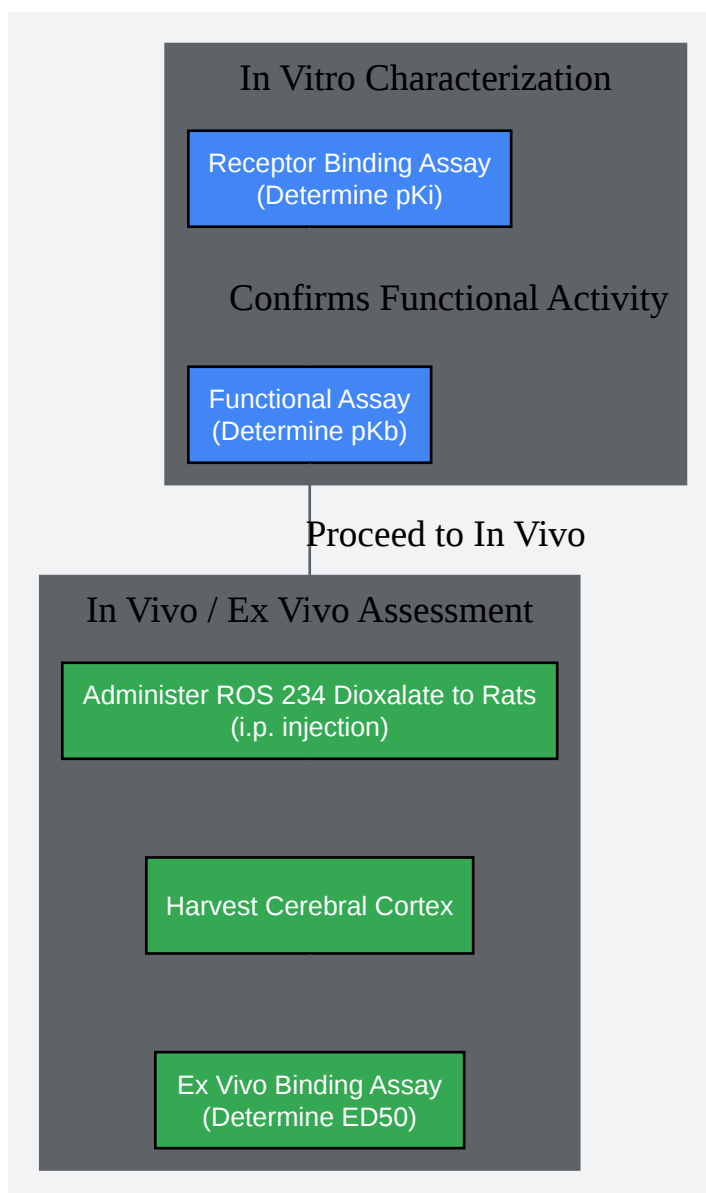 In Vitro Characterization
Receptor Binding Assay
(Determine pKi)
Confirms Functional Activity
Functional Assay
(Determine pKb)
Proceed to In Vivo
In Vivo / Ex Vivo Assessment
Administer ROS 234 Dioxalate to Rats
(i.p. injection)
Harvest Cerebral Cortex
Ex Vivo Binding Assay
(Determine ED50)